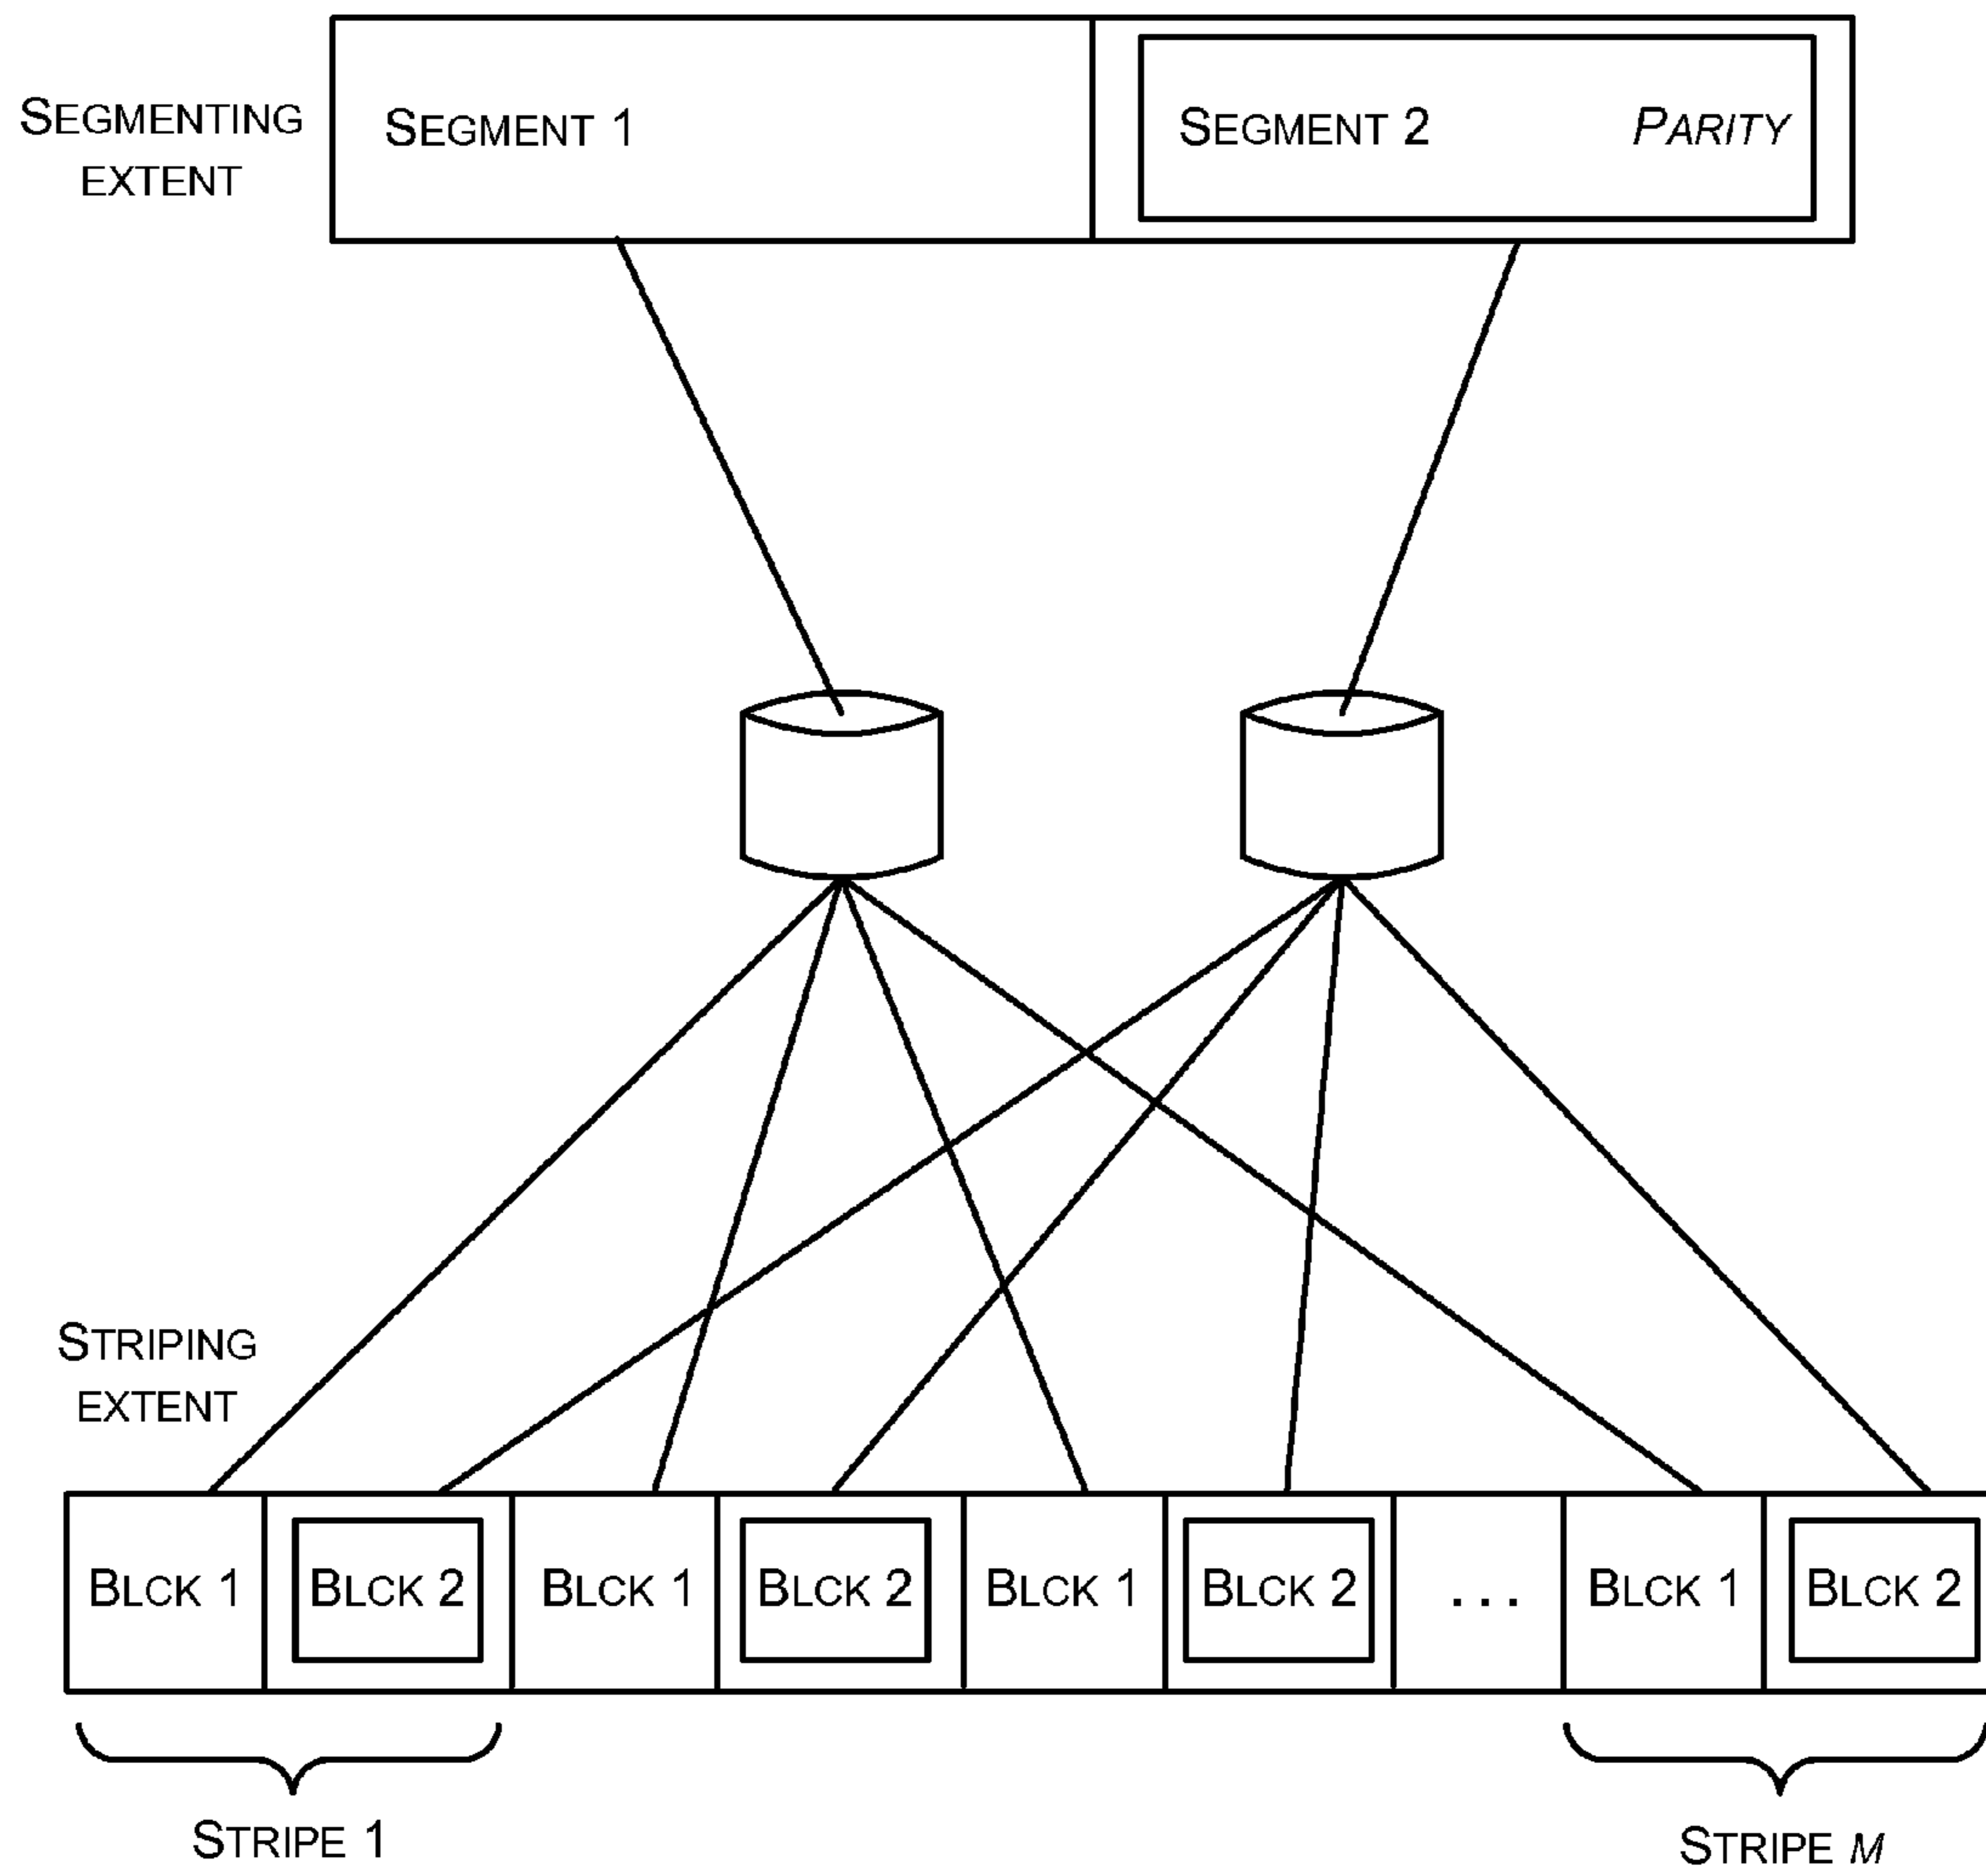 SEGMENTING
EXTENT
SEGMENT 1
SEGMENT 2
PARITY
STRIPING
EXTENT
BLCK 1
BLCK 2
BLCK 1
BLCK 2
BLCK 1
BLCK 2
...
BLCK 1
BLCK 2
STRIPE 1
STRIPE M